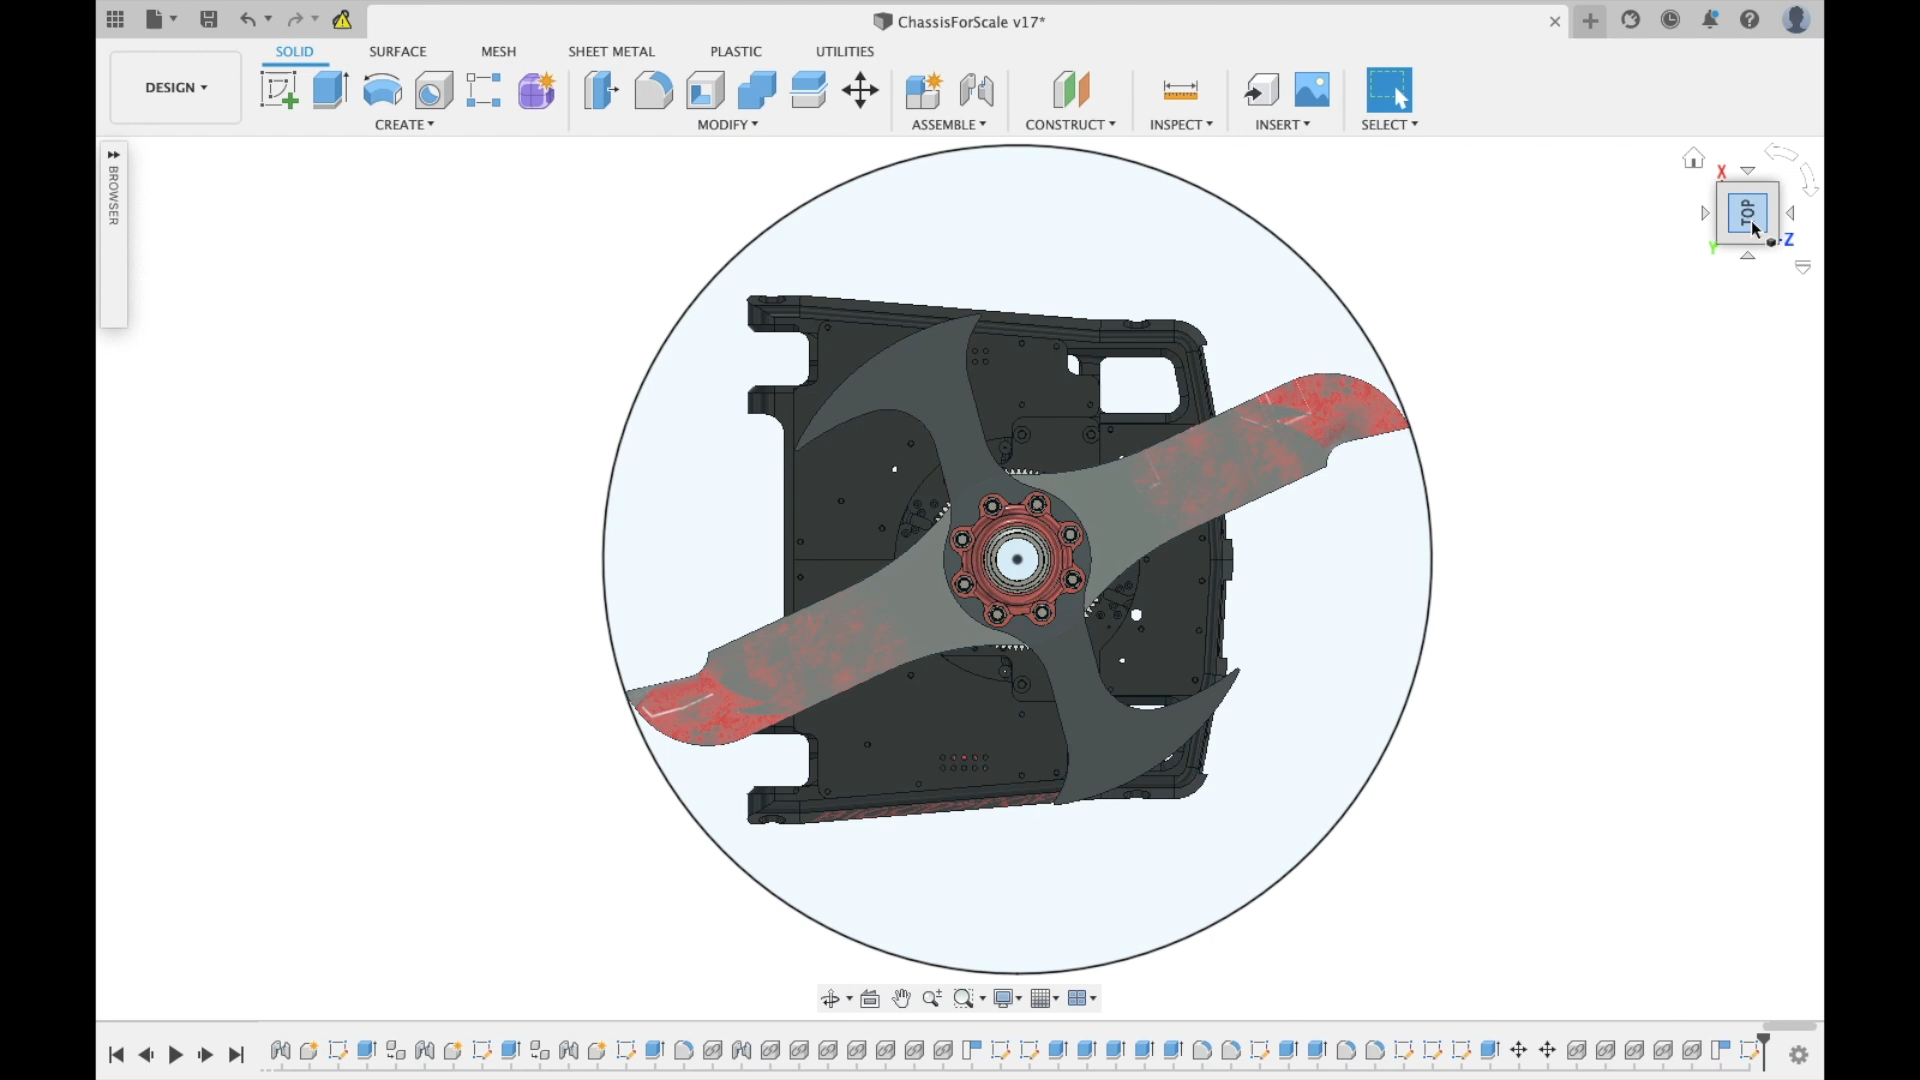 ChassisForScale v17*
SOLID
SURFACE
MESH
SHEET METAL
PLASTIC
UTILITIES
DESIGN
CREATE
MODIFY
ASSEMBLE
CONSTRUCT
INSPECT
INSERT
SELECT
BROWSER
X
TOP
Z
Y